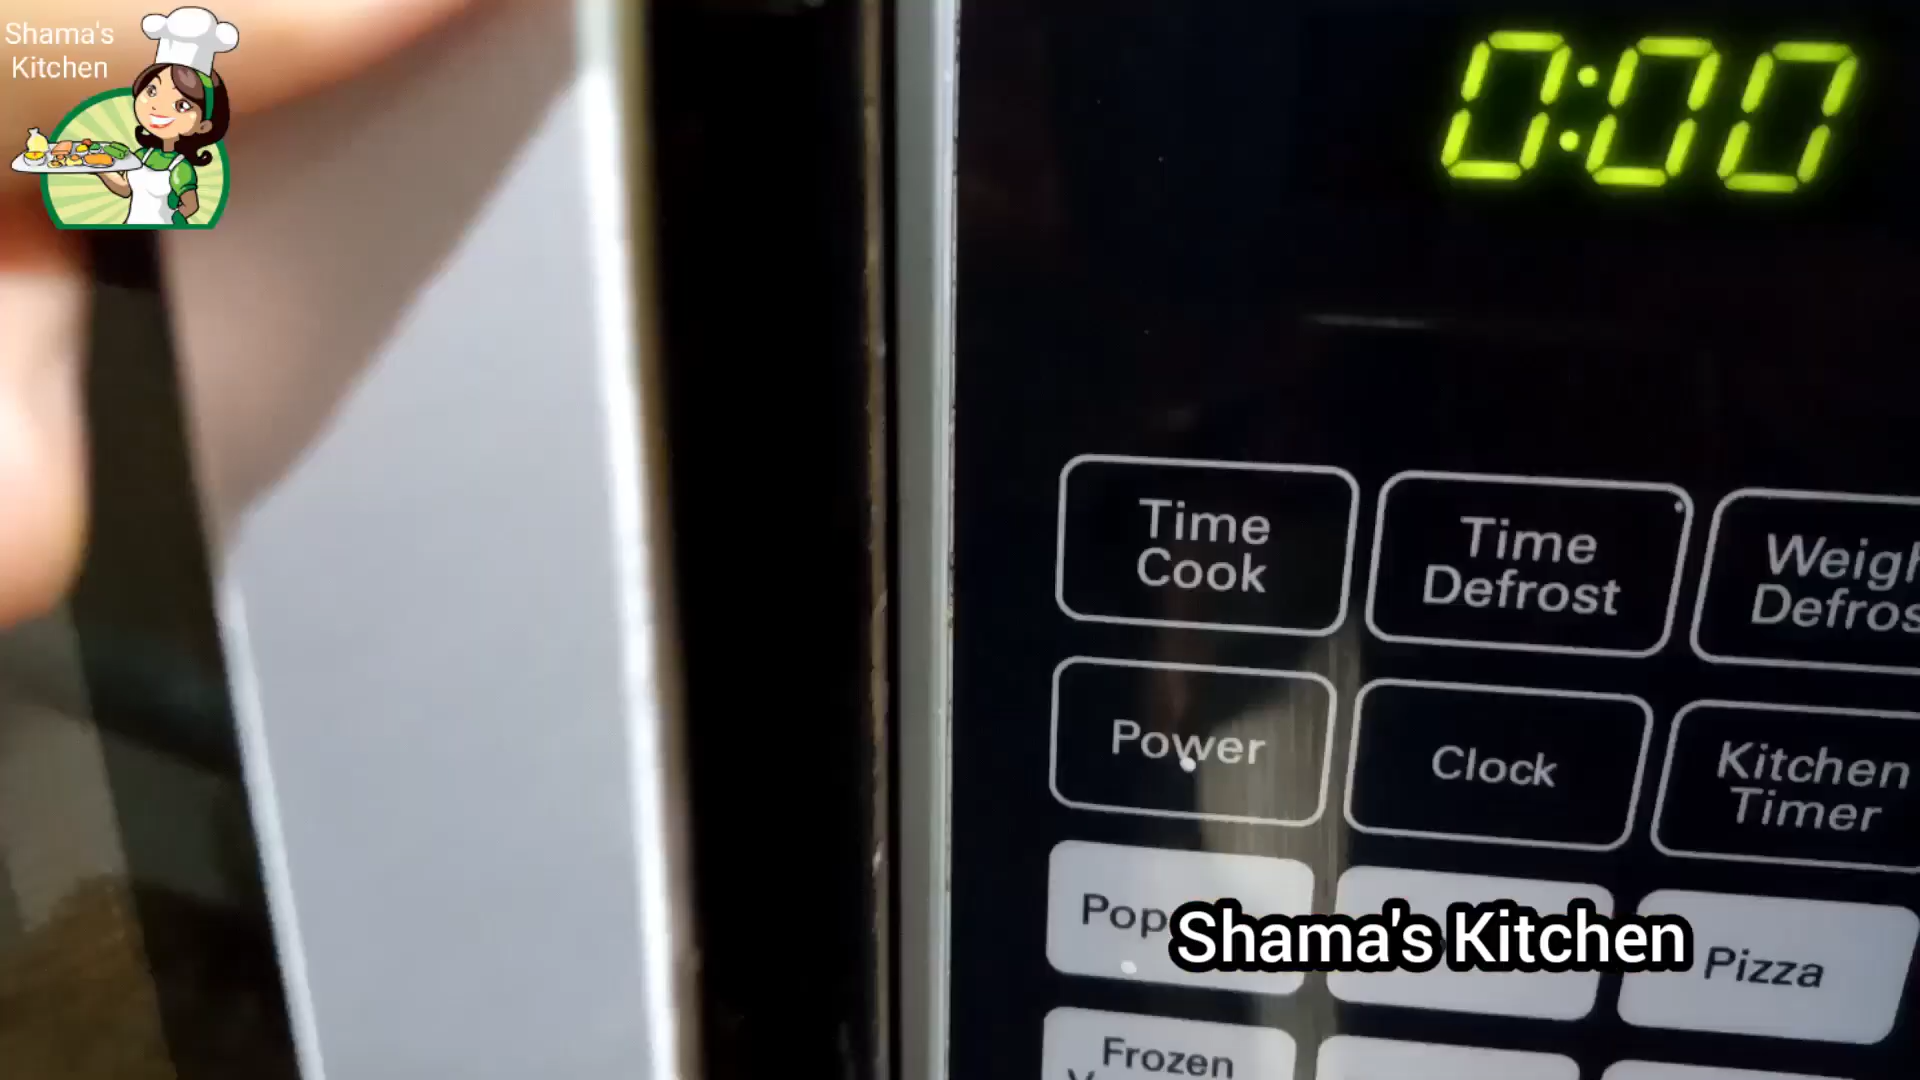 Shama's
Kitchen
0:00
Time
Cook
Time
Defrost
Power
Clock
Kitchen
Timer
Shama's Kitchen
Pizza
Frozen